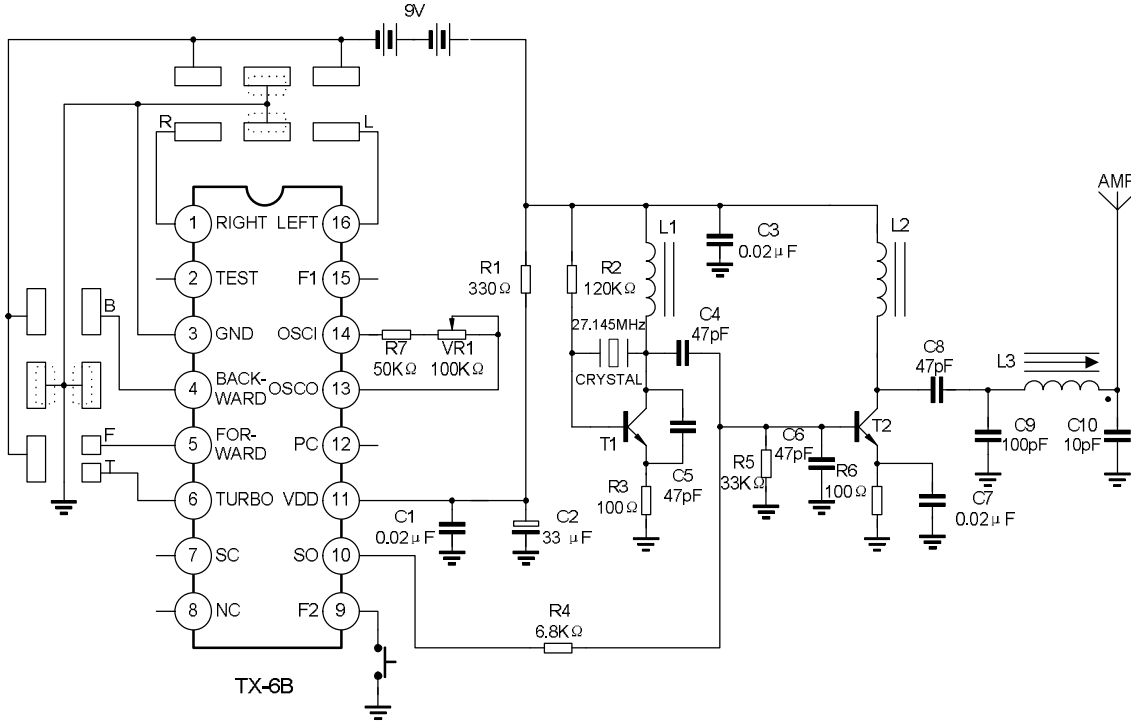 9V
R
L
AMP
1 RIGHT LEFT 16
2 TEST F1 15
3 GND OSCI 14
4 BACK-WARD OSCO 13
5 FOR-WARD PC 12
6 TURBO VDD 11
7 SC SO 10
8 NC F2 9
TX-6B
B
F
T
R7
50KΩ
VR1
100KΩ
R1
330Ω
R2
120KΩ
L1
C3
0.02μF
L2
27.145MHz
CRYSTAL
C4
47pF
T1
C5
47pF
R3
100Ω
C1
0.02μF
C2
33 μF
R4
6.8KΩ
R5
33KΩ
C6
47pF
R6
100Ω
T2
C7
0.02μF
C8
47pF
L3
C9
100pF
C10
10pF